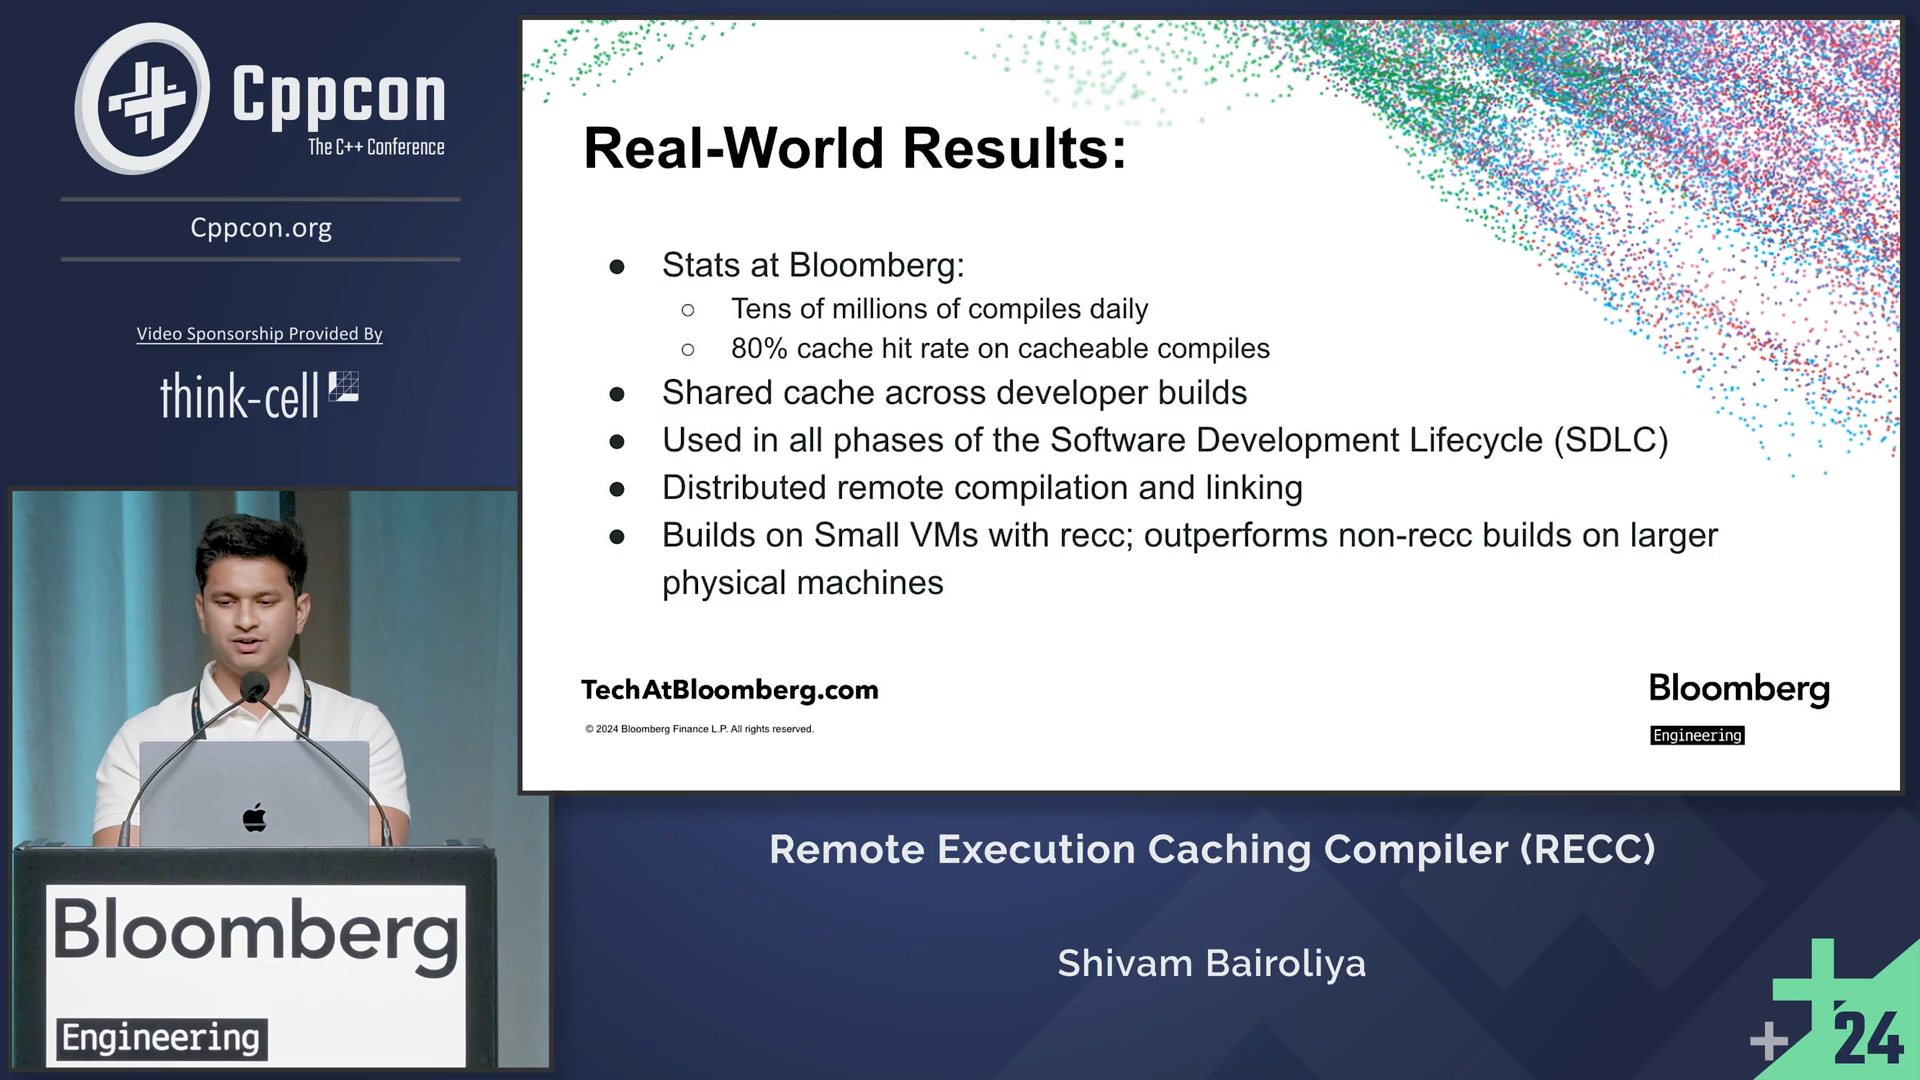 Cppcon
The C++ Conference
Cppcon.org
Video Sponsorship Provided By
think-cell
Real-World Results:
● Stats at Bloomberg:
○ Tens of millions of compiles daily
○ 80% cache hit rate on cacheable compiles
● Shared cache across developer builds
● Used in all phases of the Software Development Lifecycle (SDLC)
● Distributed remote compilation and linking
● Builds on Small VMs with recc; outperforms non-recc builds on larger
physical machines
TechAtBloomberg.com
© 2024 Bloomberg Finance L.P. All rights reserved.
Bloomberg
Engineering
Bloomberg
Engineering
Remote Execution Caching Compiler (RECC)
Shivam Bairoliya
24